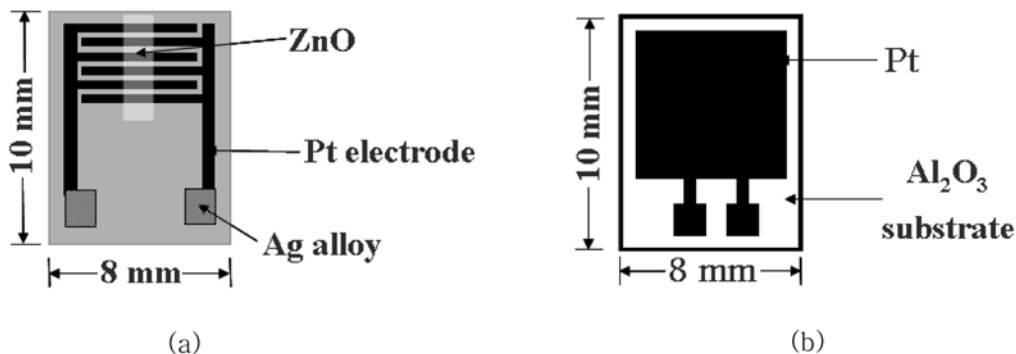 ZnO
10 mm
Pt electrode
Ag alloy
8 mm
(a)
Pt
10 mm
Al₂O₃
substrate
8 mm
(b)